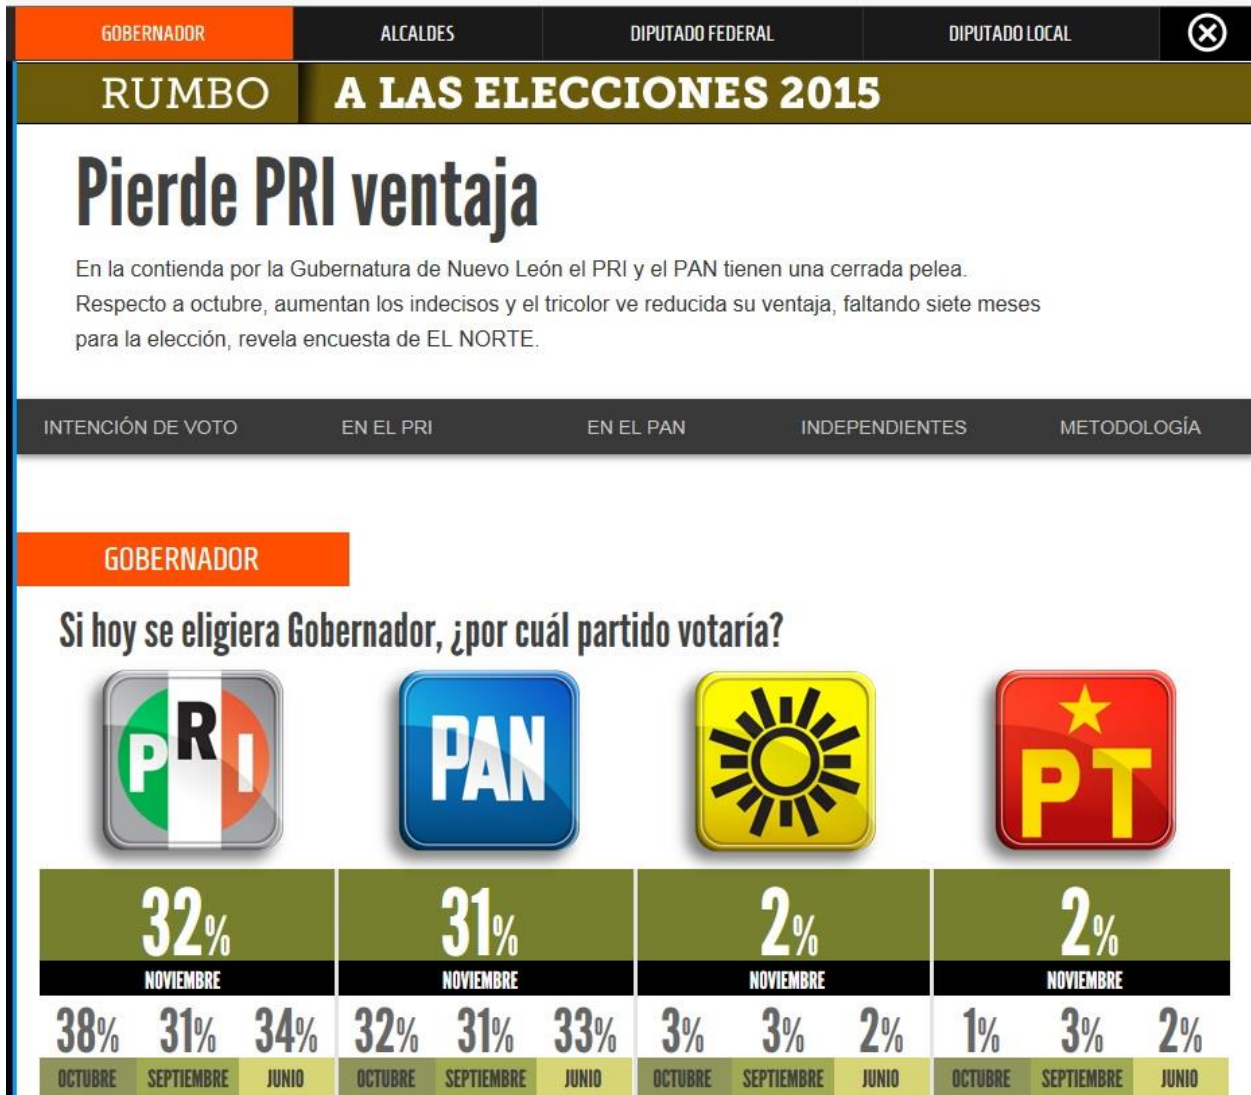 GOBERNADOR ALCALDES DIPUTADO FEDERAL DIPUTADO LOCAL
RUMBO A LAS ELECCIONES 2015
Pierde PRI ventaja
En la contienda por la Gubernatura de Nuevo León el PRI y el PAN tienen una cerrada pelea.
Respecto a octubre, aumentan los indecisos y el tricolor ve reducida su ventaja, faltando siete meses
para la elección, revela encuesta de EL NORTE.
INTENCIÓN DE VOTO EN EL PRI EN EL PAN INDEPENDIENTES METODOLOGÍA
GOBERNADOR
Si hoy se eligiera Gobernador, ¿por cuál partido votaría?
PRI PAN PT
32% 31% 2% 2%
NOVIEMBRE NOVIEMBRE NOVIEMBRE NOVIEMBRE
38% 31% 34% 32% 31% 33% 3% 3% 2% 1% 3% 2%
OCTUBRE SEPTIEMBRE JUNIO OCTUBRE SEPTIEMBRE JUNIO OCTUBRE SEPTIEMBRE JUNIO OCTUBRE SEPTIEMBRE JUNIO